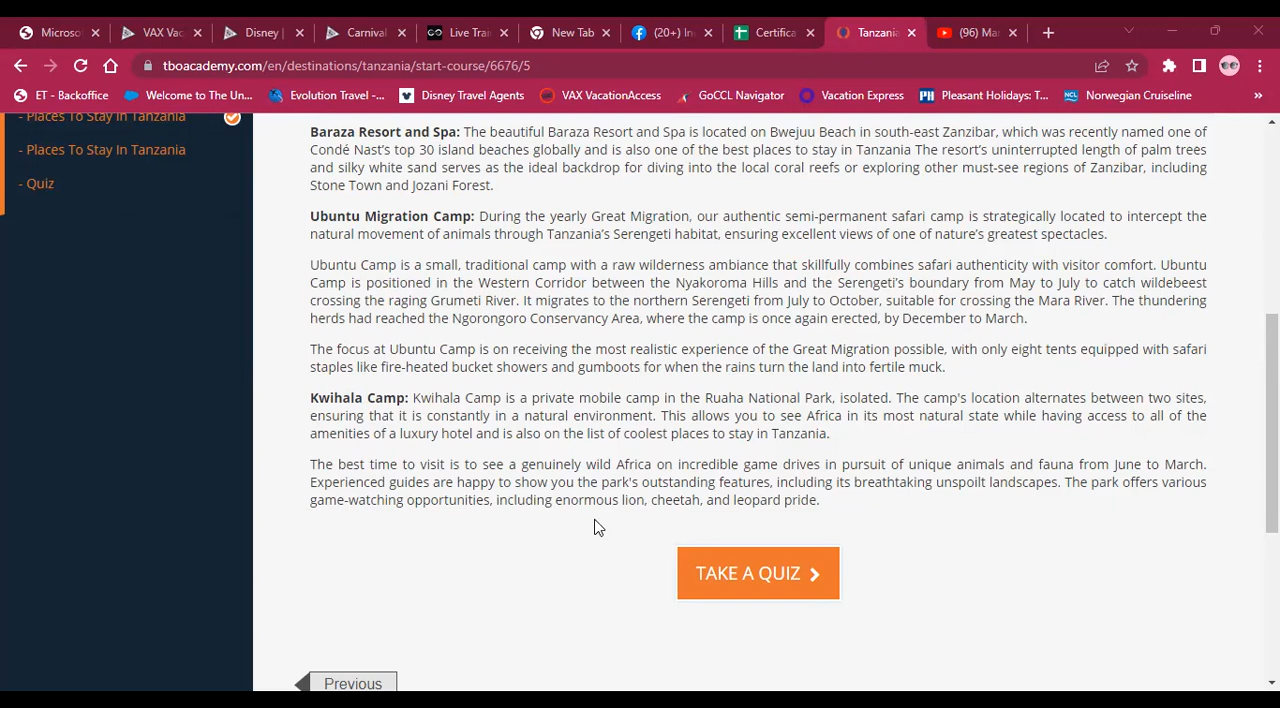 Microso
VAX Vac
Disney |
Carnival
Live Tra
New Tab
(20+) In
Certifica
Tanzania
(96) Ma
tboacademy.com/en/destinations/tanzania/start-course/6676/5
ET - Backoffice
Welcome to The Un...
Evolution Travel -...
Disney Travel Agents
VAX VacationAccess
GoCCL Navigator
Vacation Express
Pleasant Holidays: T...
Norwegian Cruiseline
»
- Places To Stay In Tanzania
- Places To Stay In Tanzania
- Quiz
Baraza Resort and Spa: The beautiful Baraza Resort and Spa is located on Bwejuu Beach in south-east Zanzibar, which was recently named one of
Condé Nast's top 30 island beaches globally and is also one of the best places to stay in Tanzania The resort's uninterrupted length of palm trees
and silky white sand serves as the ideal backdrop for diving into the local coral reefs or exploring other must-see regions of Zanzibar, including
Stone Town and Jozani Forest.
Ubuntu Migration Camp: During the yearly Great Migration, our authentic semi-permanent safari camp is strategically located to intercept the
natural movement of animals through Tanzania's Serengeti habitat, ensuring excellent views of one of nature's greatest spectacles.
Ubuntu Camp is a small, traditional camp with a raw wilderness ambiance that skillfully combines safari authenticity with visitor comfort. Ubuntu
Camp is positioned in the Western Corridor between the Nyakoroma Hills and the Serengeti's boundary from May to July to catch wildebeest
crossing the raging Grumeti River. It migrates to the northern Serengeti from July to October, suitable for crossing the Mara River. The thundering
herds had reached the Ngorongoro Conservancy Area, where the camp is once again erected, by December to March.
The focus at Ubuntu Camp is on receiving the most realistic experience of the Great Migration possible, with only eight tents equipped with safari
staples like fire-heated bucket showers and gumboots for when the rains turn the land into fertile muck.
Kwihala Camp: Kwihala Camp is a private mobile camp in the Ruaha National Park, isolated. The camp's location alternates between two sites,
ensuring that it is constantly in a natural environment. This allows you to see Africa in its most natural state while having access to all of the
amenities of a luxury hotel and is also on the list of coolest places to stay in Tanzania.
The best time to visit is to see a genuinely wild Africa on incredible game drives in pursuit of unique animals and fauna from June to March.
Experienced guides are happy to show you the park's outstanding features, including its breathtaking unspoilt landscapes. The park offers various
game-watching opportunities, including enormous lion, cheetah, and leopard pride.
TAKE A QUIZ
Previous